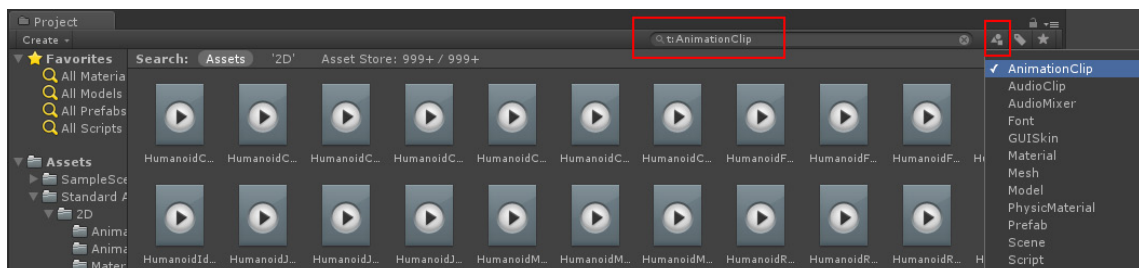 Project
Create
t:AnimationClip
Favorites
All Materia
All Models
All Prefabs
All Scripts
Assets
SampleSce
Standard A
2D
Anima
Anima
Mater
Search: Assets '2D' Asset Store: 999+ / 999+
HumanoidC... HumanoidC... HumanoidC... HumanoidC... HumanoidC... HumanoidC... HumanoidC... HumanoidF... HumanoidF... HumanoidF... H
HumanoidId... HumanoidJ... HumanoidJ... HumanoidJ... HumanoidM... HumanoidM... HumanoidM... HumanoidR... HumanoidR... HumanoidR... H
AnimationClip
AudioClip
AudioMixer
Font
GUISkin
Material
Mesh
Model
PhysicMaterial
Prefab
Scene
Script